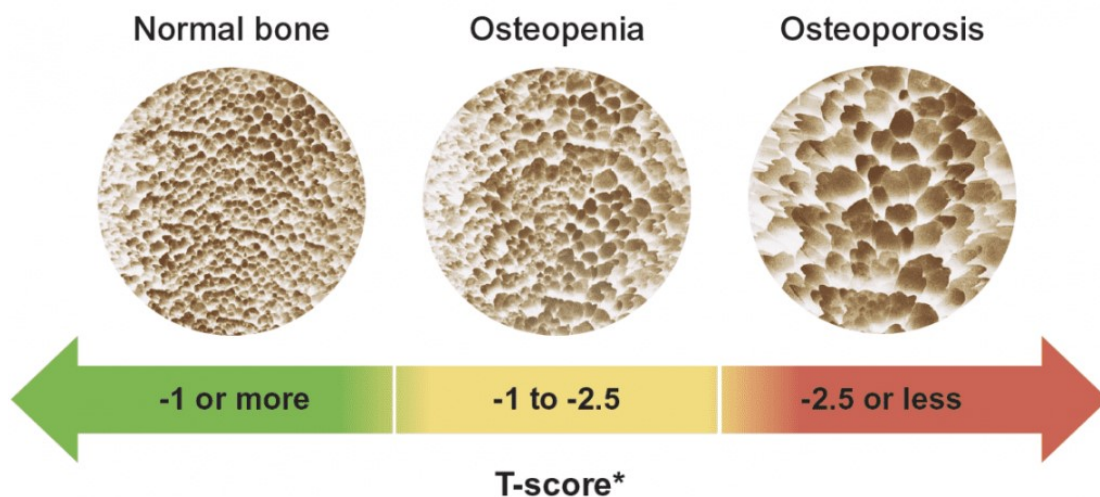 Normal bone
Osteopenia
Osteoporosis
-1 or more
-1 to -2.5
-2.5 or less
T-score*